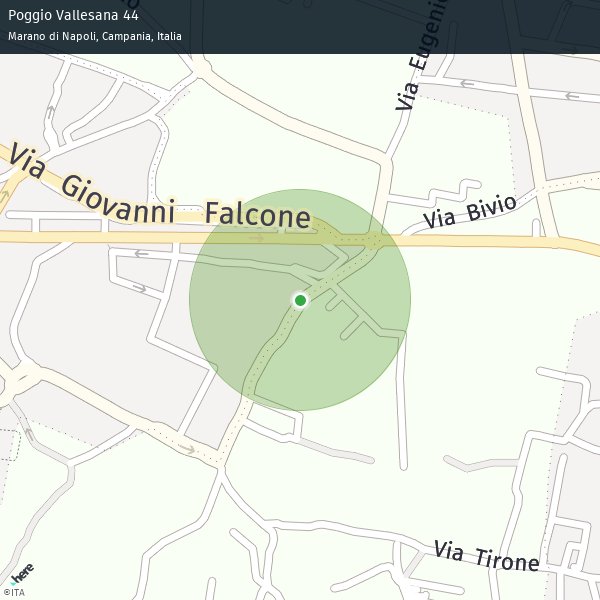 Poggio Vallesana 44
Marano di Napoli, Campania, Italia
Via Eugenio
Via Giovanni Falcone
Via Bivio
Via Tirone
here
©ITA